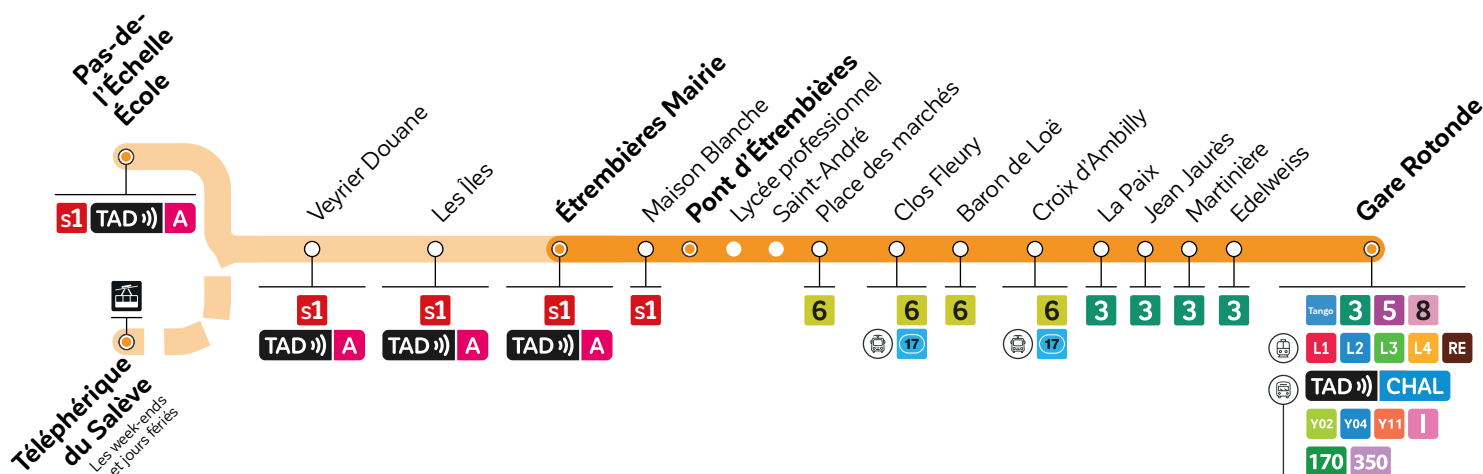 Pas-de-
l'Échelle
École
s1 TAD A
Téléphérique
du Salève
Les week-ends
et jours fériés
Veyrier Douane
s1
TAD A
Les Îles
s1
TAD A
Étrembières Mairie
s1
TAD A
Maison Blanche
s1
Pont d'Étrembières
Lycée professionnel
Saint-André
Place des marchés
6
Clos Fleury
6
17
Baron de Loë
6
Croix d'Ambilly
6
17
La Paix
3
Jean Jaurès
3
Martinière
3
Edelweiss
3
Gare Rotonde
Tango 3 5 8
L1 L2 L3 L4 RE
TAD CHAL
Y02 Y04 Y11 I
170 350